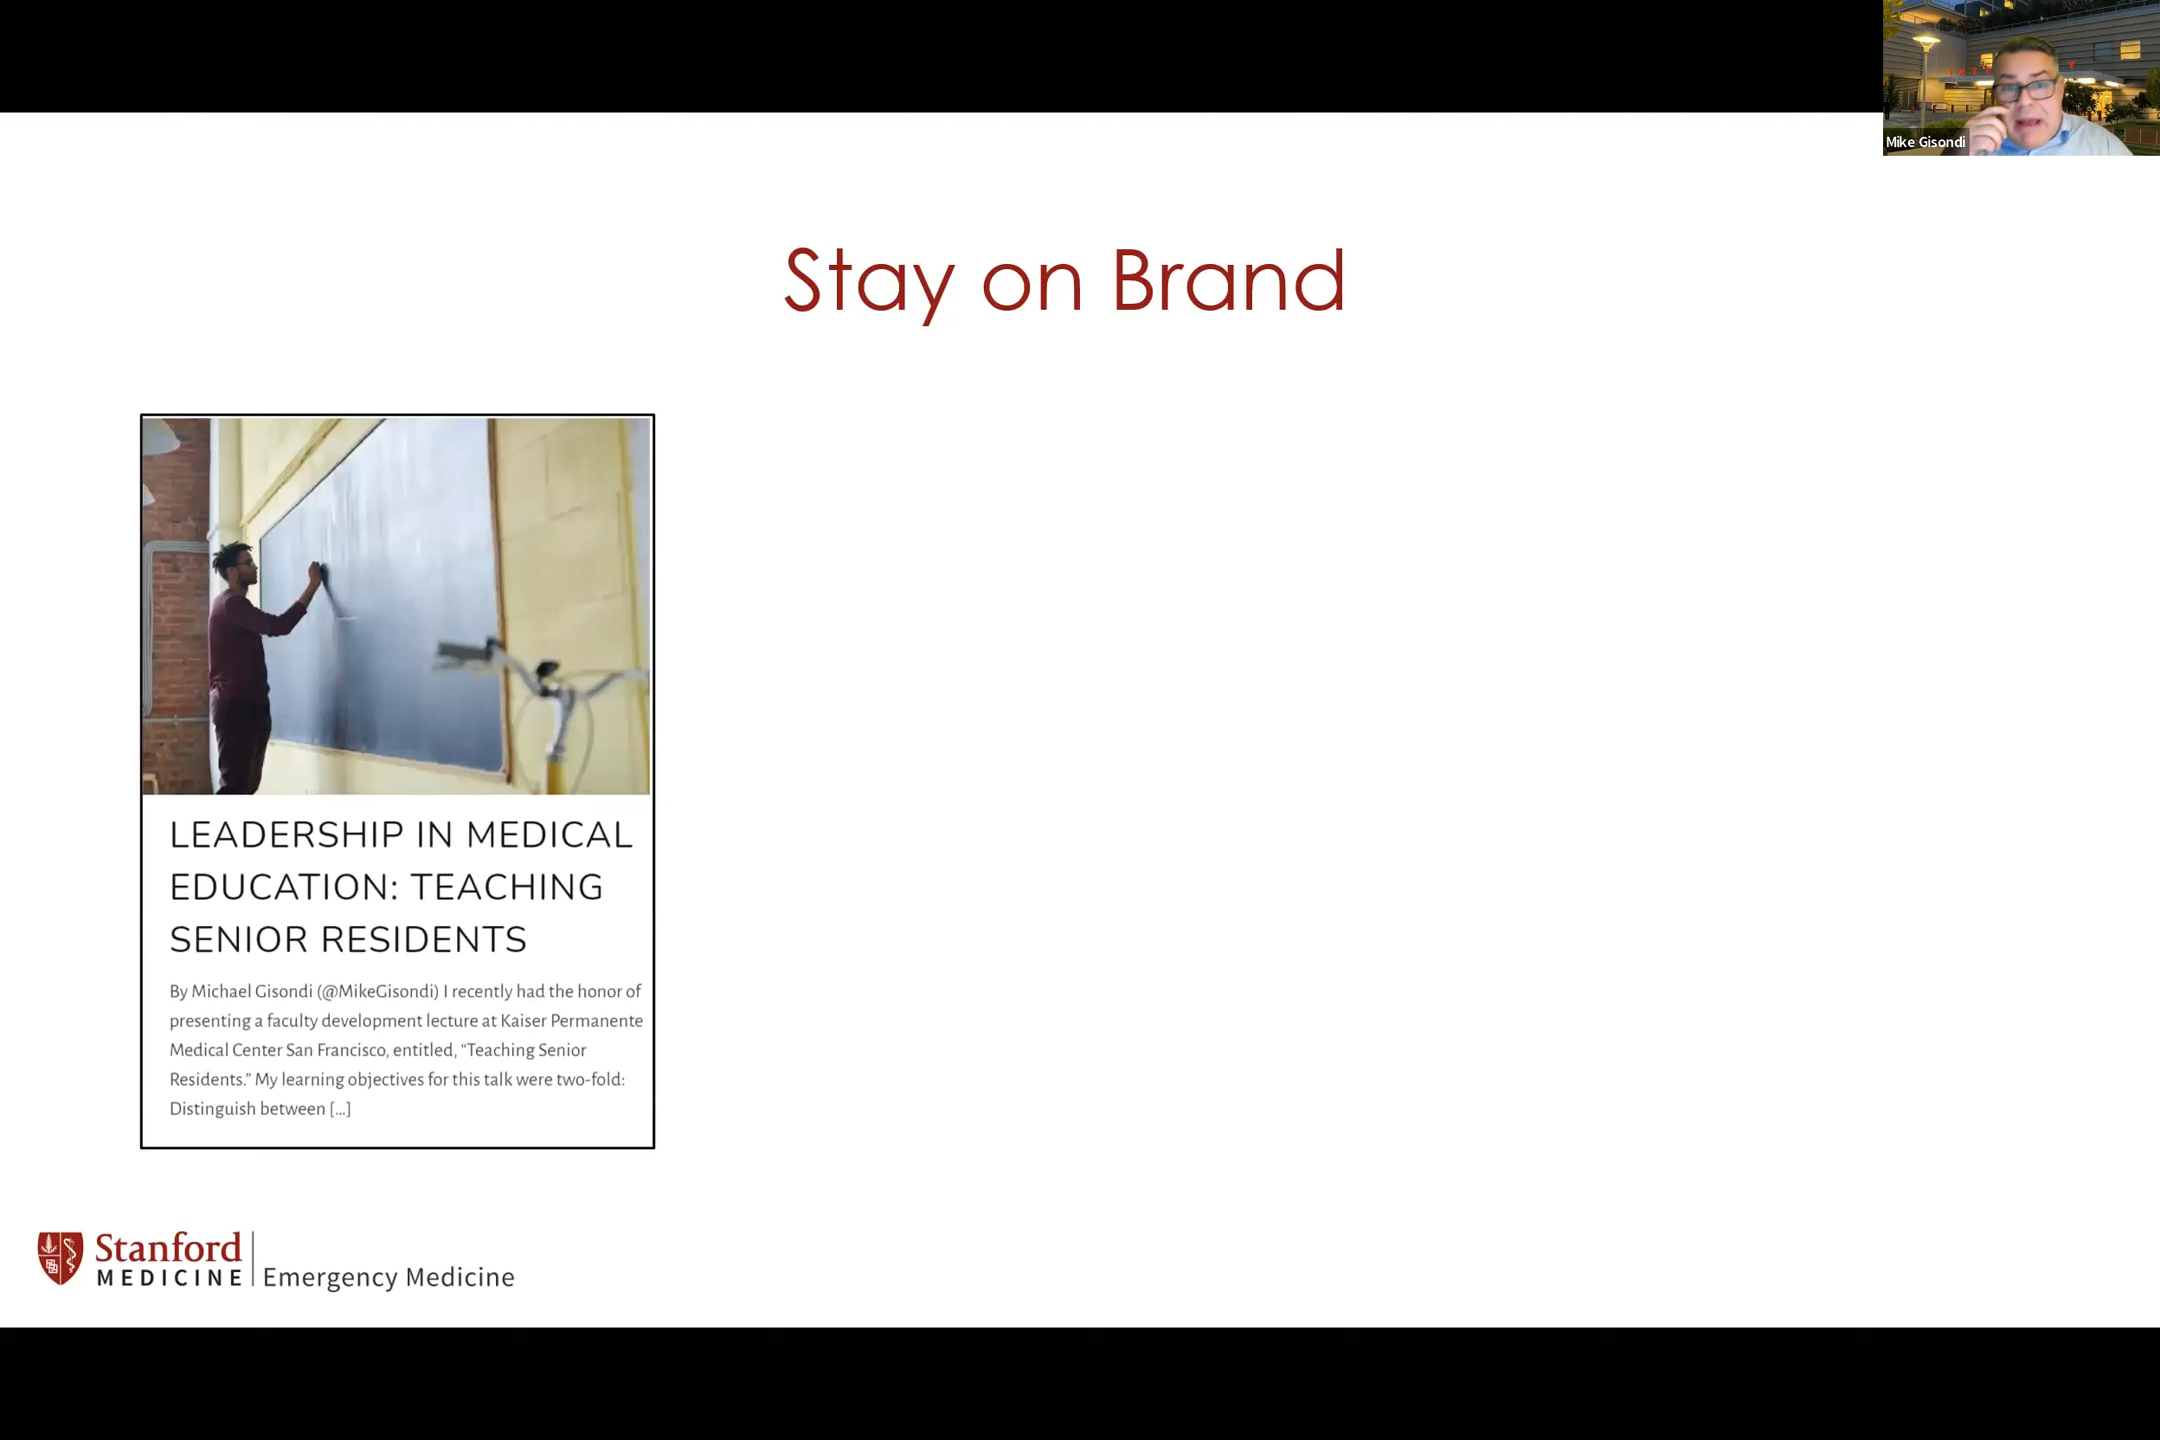 Mike Gisondi
Stay on Brand
LEADERSHIP IN MEDICAL
EDUCATION: TEACHING
SENIOR RESIDENTS
By Michael Gisondi (@MikeGisondi) I recently had the honor of
presenting a faculty development lecture at Kaiser Permanente
Medical Center San Francisco, entitled, “Teaching Senior
Residents.” My learning objectives for this talk were two-fold:
Distinguish between [...]
Stanford
MEDICINE
Emergency Medicine